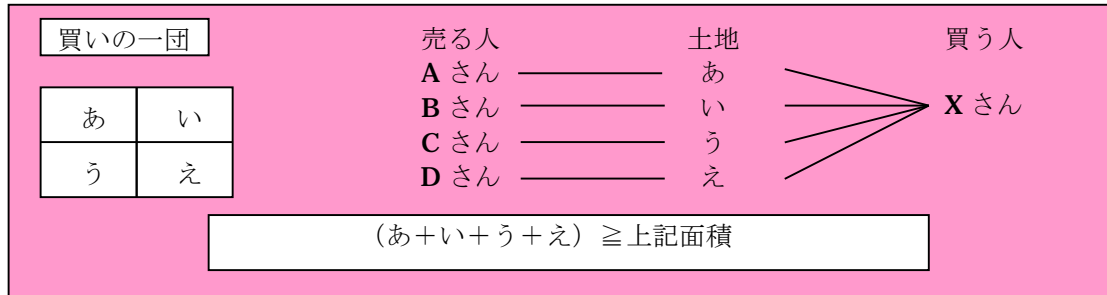 買いの一団
売る人 土地 買う人
Aさん あ
Bさん い Xさん
Cさん う
Dさん え
あ い
う え
(あ+い+う+え)≧上記面積